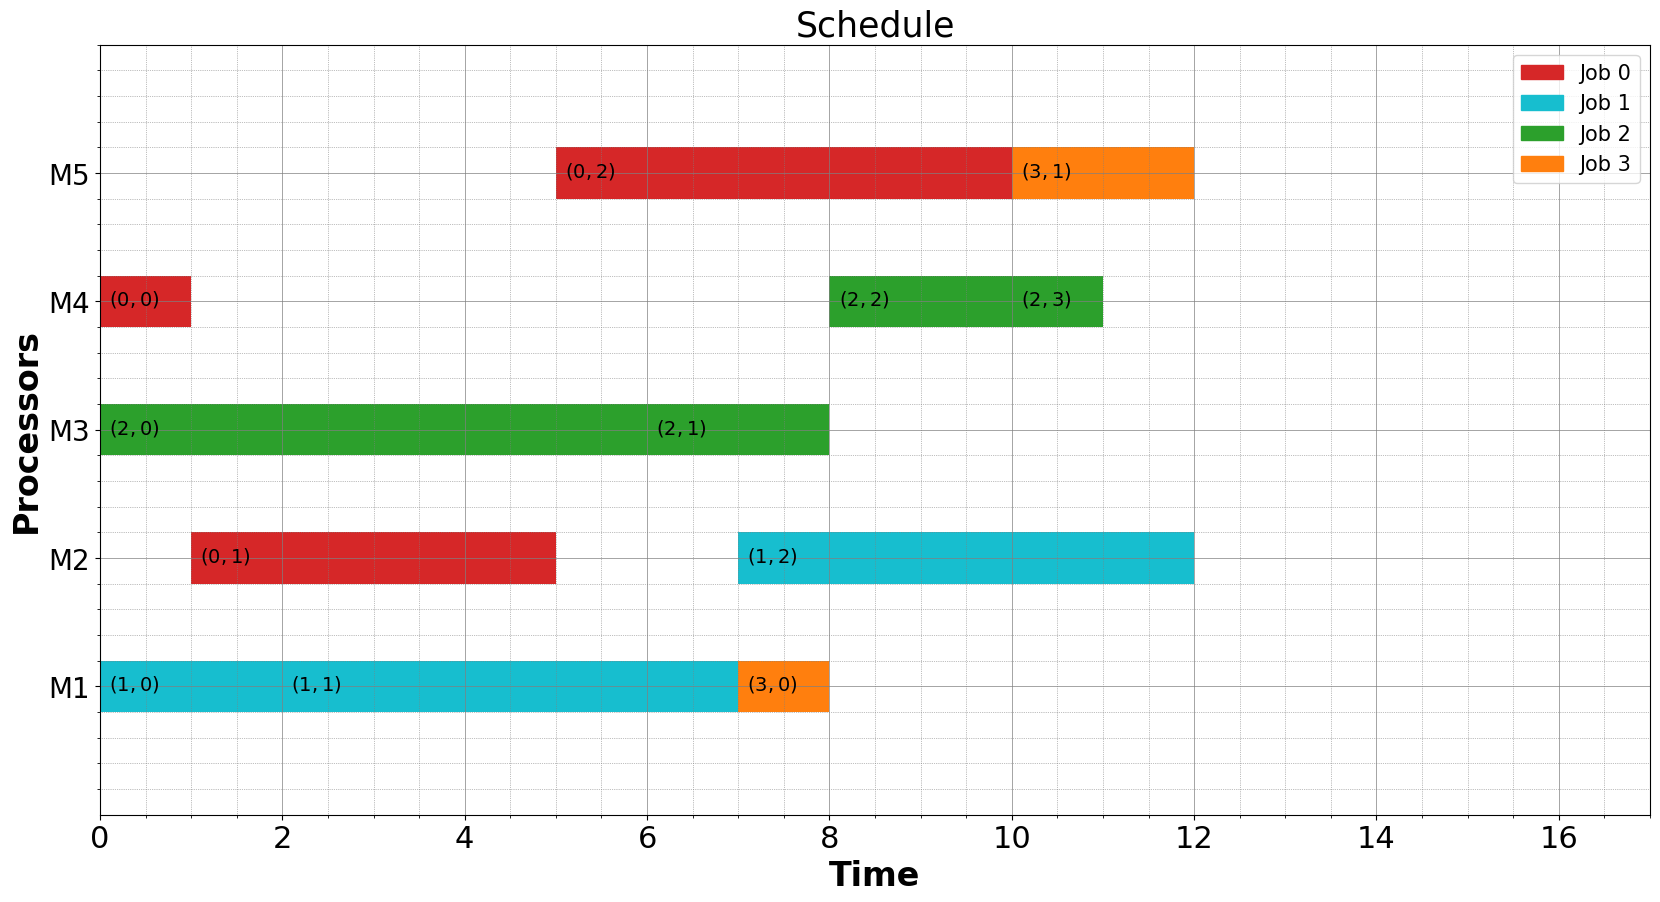 Schedule
Job 0
Job 1
Job 2
Job 3
M5
(0, 2)
(3, 1)
M4
(0, 0)
(2, 2)
(2, 3)
M3
(2, 0)
(2, 1)
M2
(0, 1)
(1, 2)
M1
(1, 0)
(1, 1)
(3, 0)
Processors
0 2 4 6 8 10 12 14 16
Time